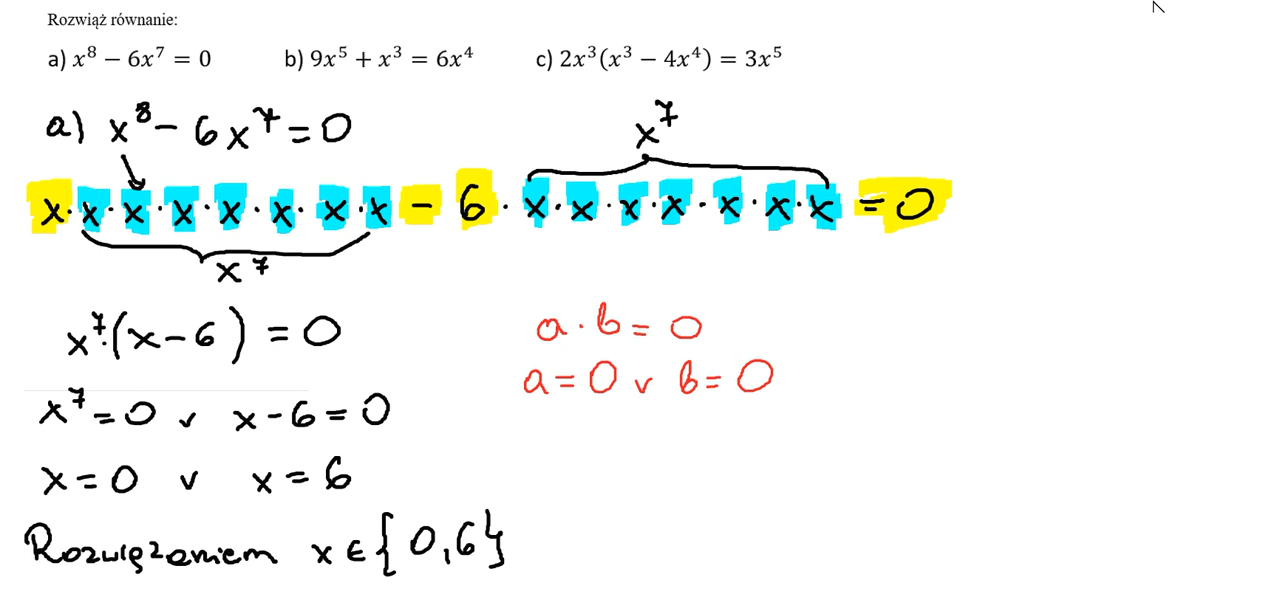 Rozwiąż równanie:
a) x⁸ − 6x⁷ = 0 b) 9x⁵ + x³ = 6x⁴ c) 2x³(x³ − 4x⁴) = 3x⁵
a) x⁸ − 6x⁷ = 0
x⁷
x·x·x·x·x·x·x·x − 6·x·x·x·x·x·x·x = 0
x⁷
x⁷·(x − 6) = 0
a·b = 0
a = 0 v b = 0
x⁷ = 0 v x − 6 = 0
x = 0 v x = 6
Rozwiązaniem x ∈ {0,6}